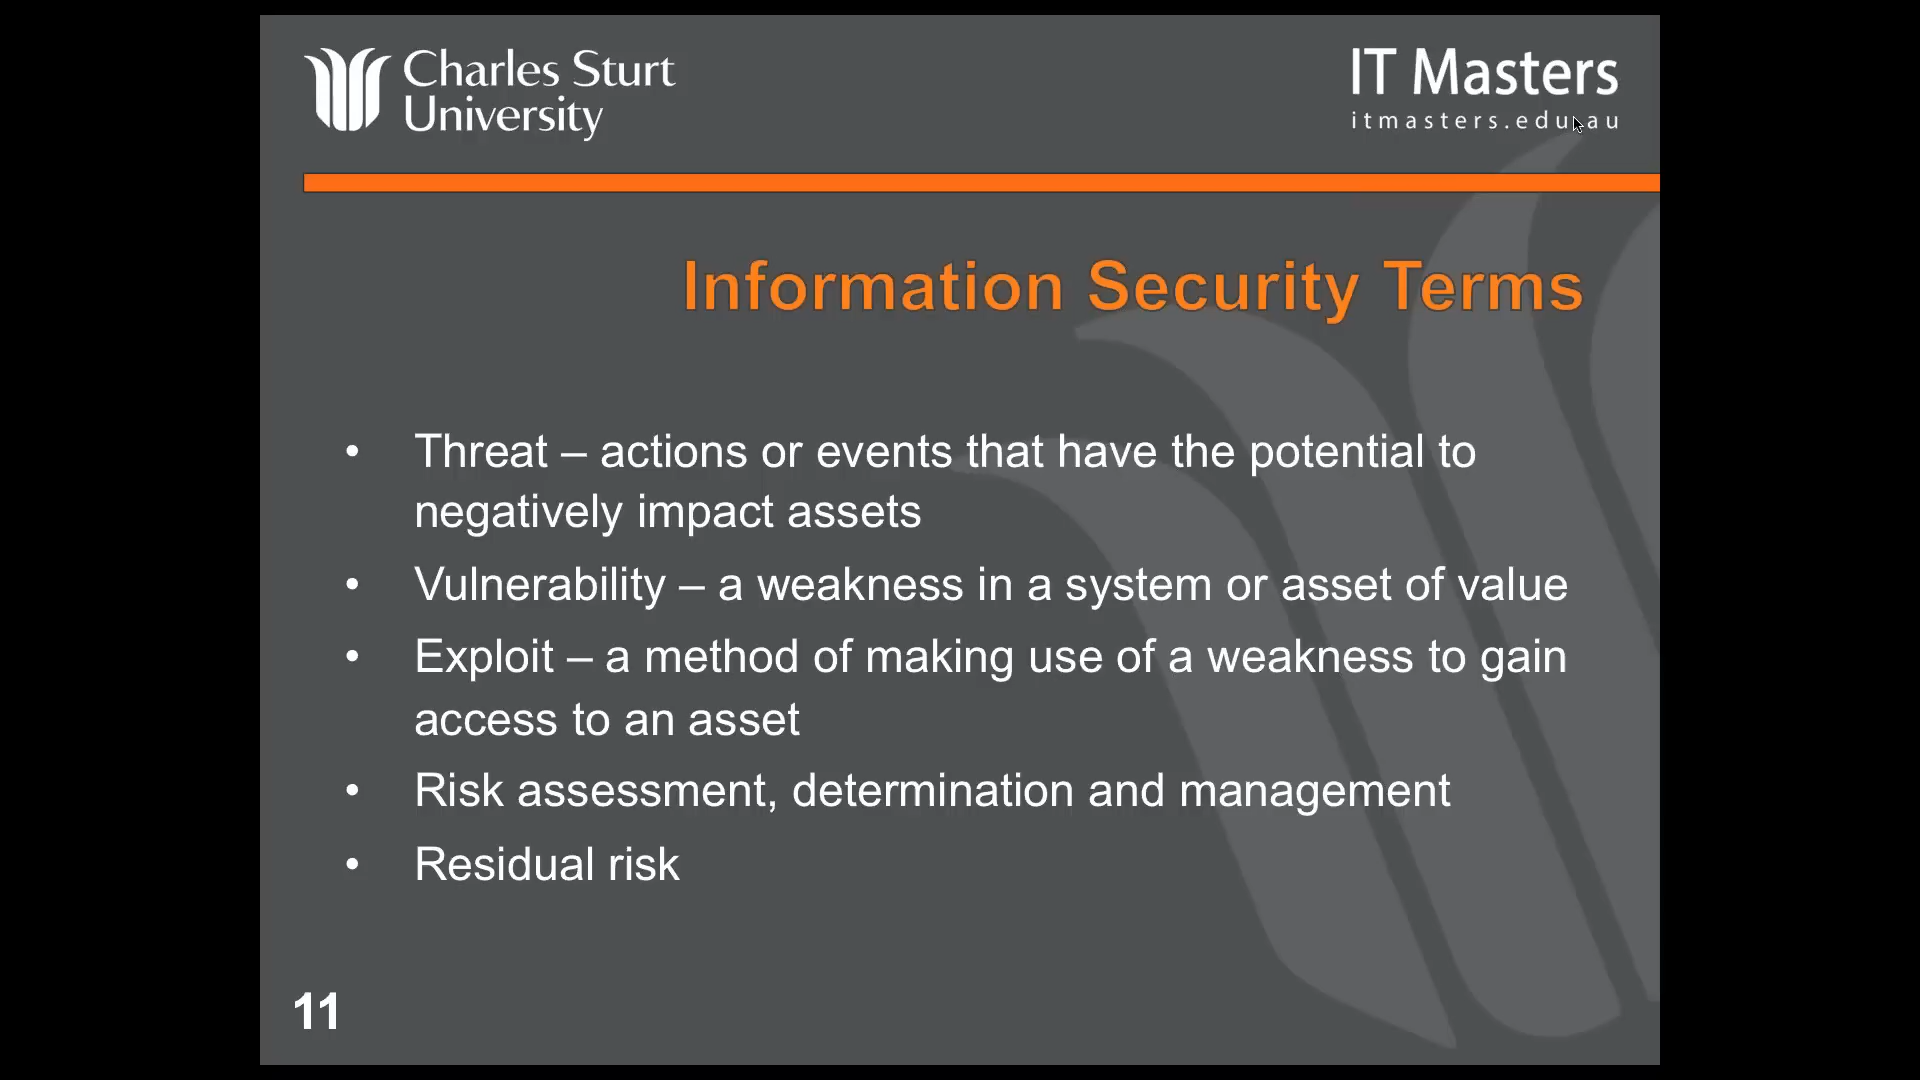 Charles Sturt
University
IT Masters
itmasters.edu.au
Information Security Terms
• Threat – actions or events that have the potential to
negatively impact assets
• Vulnerability – a weakness in a system or asset of value
• Exploit – a method of making use of a weakness to gain
access to an asset
• Risk assessment, determination and management
• Residual risk
11